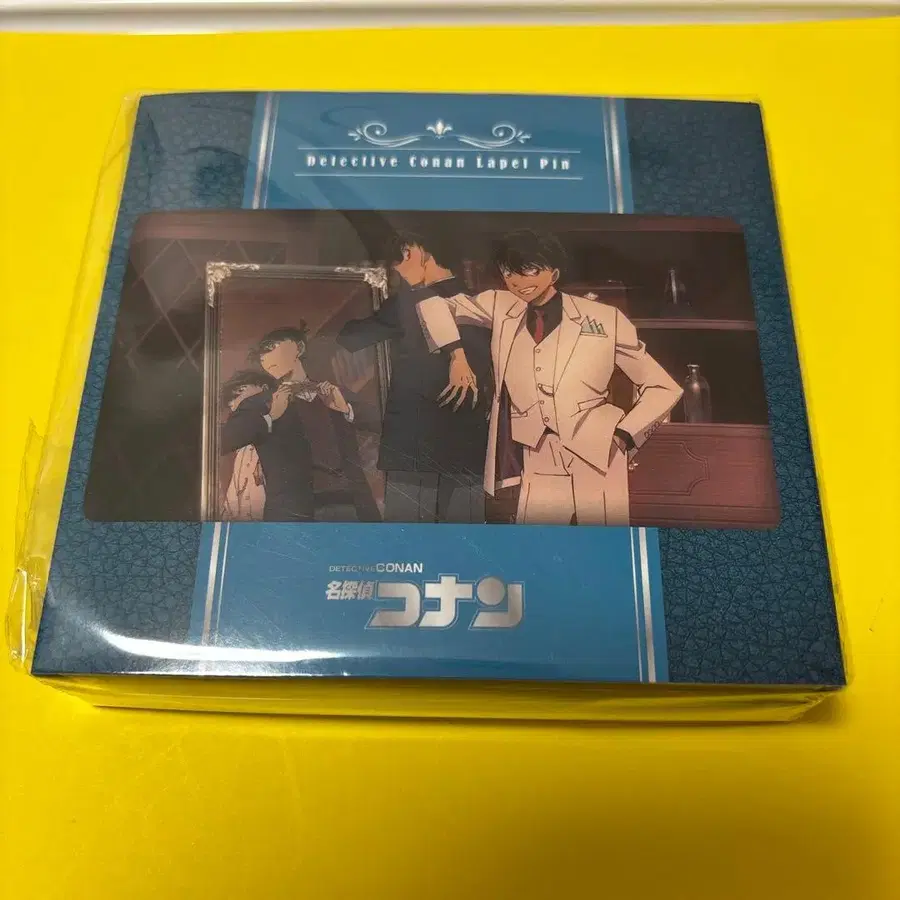 Detective Conan Lapel Pin
DETECTIVE CONAN
名探偵コナン